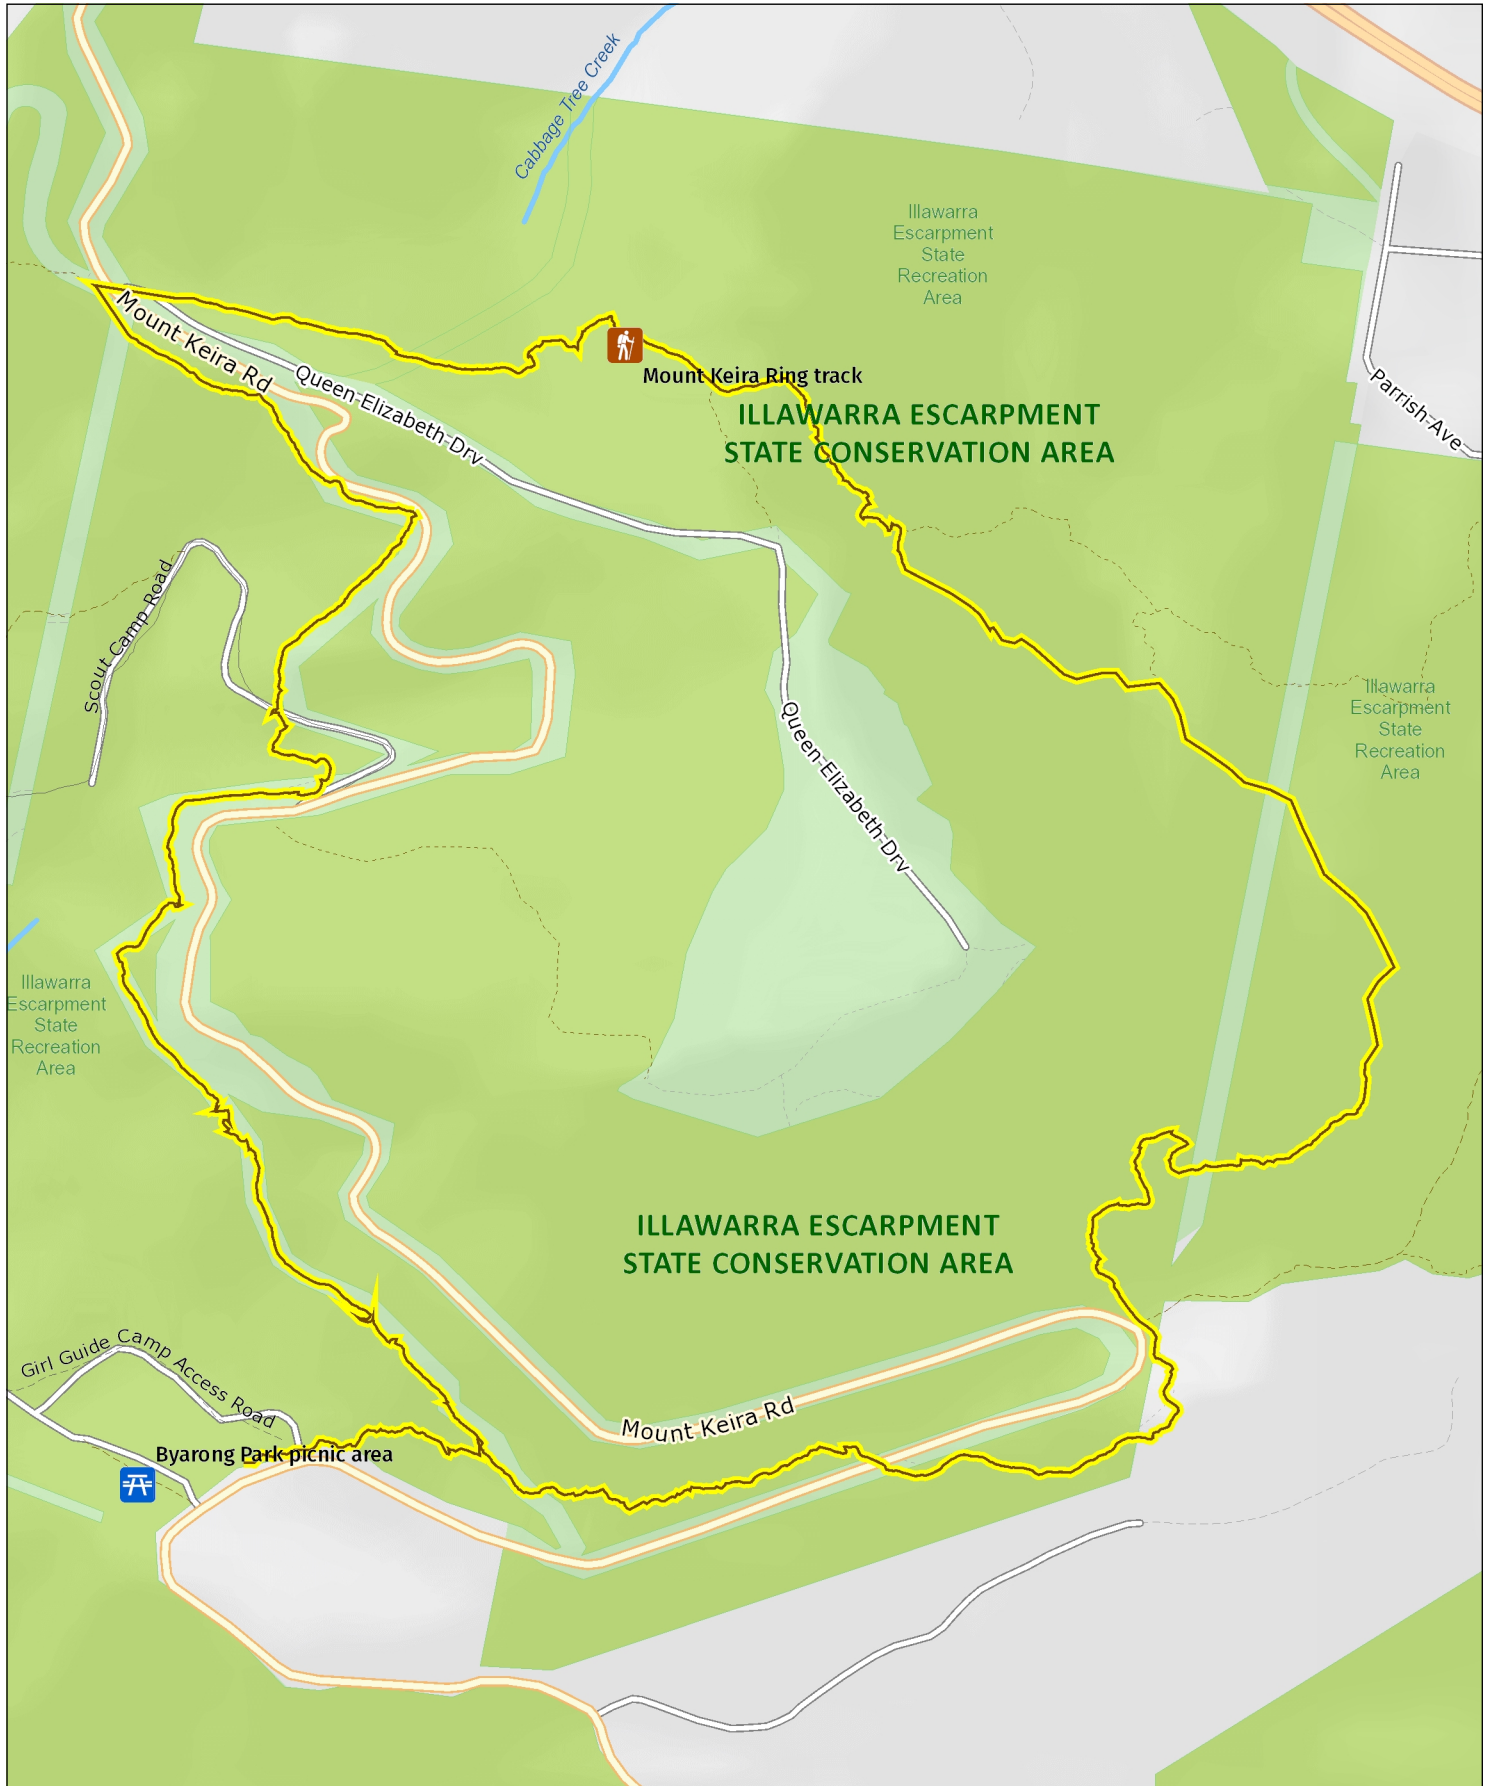 Cabbage Tree Creek
Illawarra
Escarpment
State
Recreation
Area
Mount Keira Rd
Queen Elizabeth Drv
Mount Keira Ring track
Parrish Ave
ILLAWARRA ESCARPMENT
STATE CONSERVATION AREA
Scout Camp Road
Illawarra
Escarpment
State
Recreation
Area
Queen Elizabeth Drv
Illawarra
Escarpment
State
Recreation
Area
ILLAWARRA ESCARPMENT
STATE CONSERVATION AREA
Girl Guide Camp Access Road
Mount Keira Rd
Byarong Park picnic area